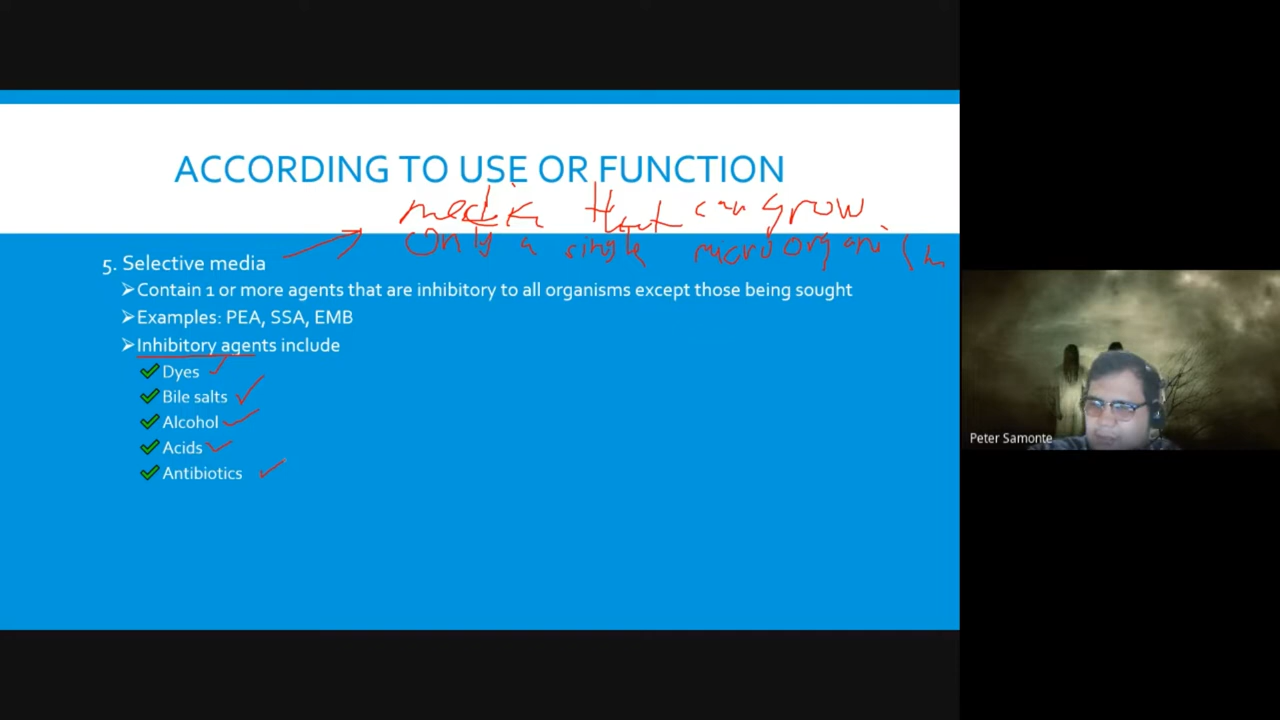 ACCORDING TO USE OR FUNCTION
media that can grow
Only a single microorganism
5. Selective media
➢Contain 1 or more agents that are inhibitory to all organisms except those being sought
➢Examples: PEA, SSA, EMB
➢Inhibitory agents include
✔Dyes
✔Bile salts
✔Alcohol
✔Acids
✔Antibiotics
Peter Samonte